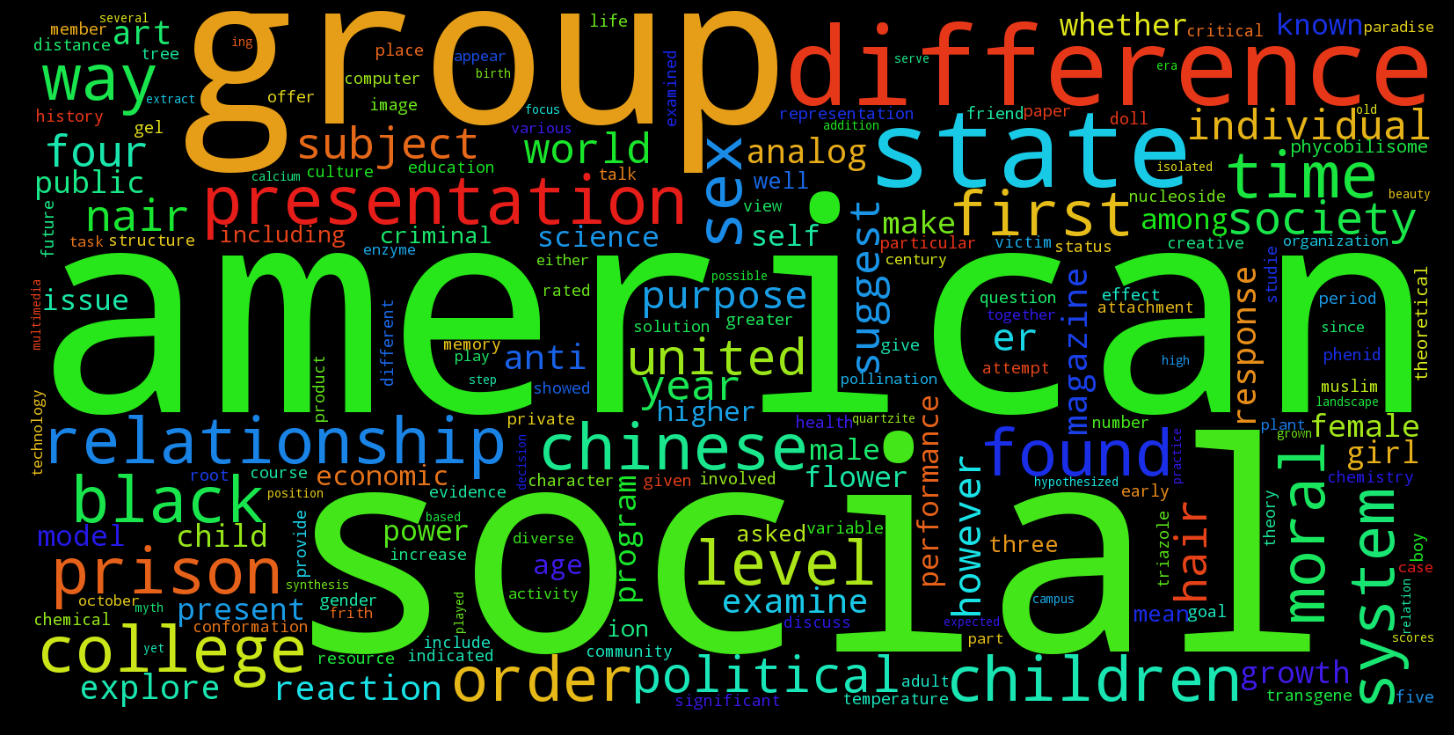 several
member
art
distance
tree
way
extract
history
gel
four
public
nair
future
task structure
issue
multimedia
group
ing
place
life
computer
appear
birth
offer
image
focus
examined
various
subject
world
culture
education
calcium
talk
presentation
including
criminal
science
enzyme
either
difference
whether
critical
known
paradise
serve
era
representation
addition
friend
paper
doll
old
individual
state
analog
sex
well
view
self
phycobilisome
isolated
time
nucleoside
beauty
suggest
make
first
among
society
particular
victim
status
creative
organization
century
studie
american
rated
possible
purpose
solution
greater
memory
play
step
different
product
anti
showed
united
year
higher
give
pollination
question
together
effect
attachment
er
attempt
magazine
high
response
period
since
phenid
muslim
landscape
theoretical
technology
relationship
private
chinese
health
quartzite
male
flower
performance
found
number
practice
plant
grown
female
girl
chemistry
root
course
economic
black
position
evidence
decision
character
given
involved
program
hypothesized
early
moral
theory
system
boy
case
relation
scores
model
child
provide
prison
synthesis
october
myth
present
gender
frith
chemical
conformation
college
yet
explore
social
power
based
increase
diverse
age
activity
played
level
asked
variable
examine
discuss
however
three
triazole
hair
campus
mean
goal
expected
part
resource
include
indicated
ion
community
reaction
order
political
significant
adult
temperature
children
growth
transgene
five